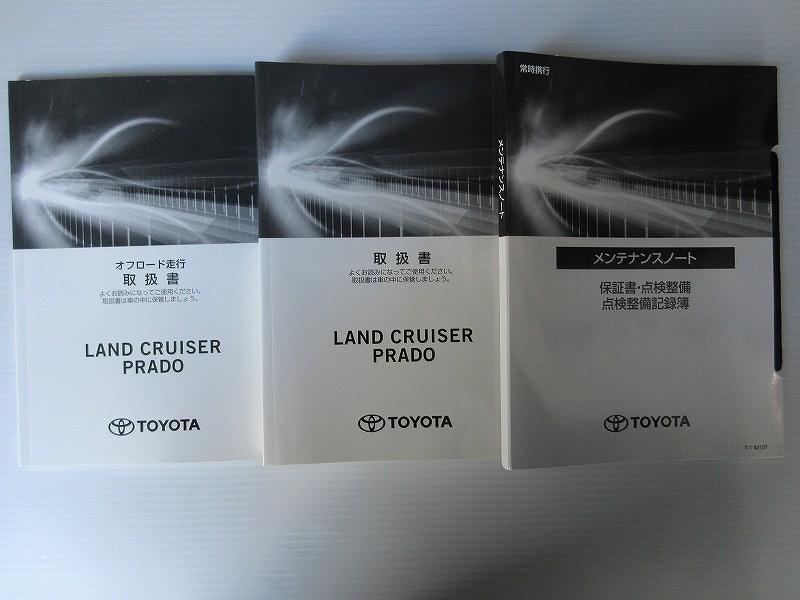 オフロード走行
取扱書
よくお読みになってご使用ください。
取扱書は車の中に保管しましょう。
LAND CRUISER
PRADO
TOYOTA
取扱書
よくお読みになってご使用ください。
取扱書は車の中に保管しましょう。
LAND CRUISER
PRADO
TOYOTA
メンテナンスノート
常時携行
メンテナンスノート
保証書・点検整備
点検整備記録簿
TOYOTA